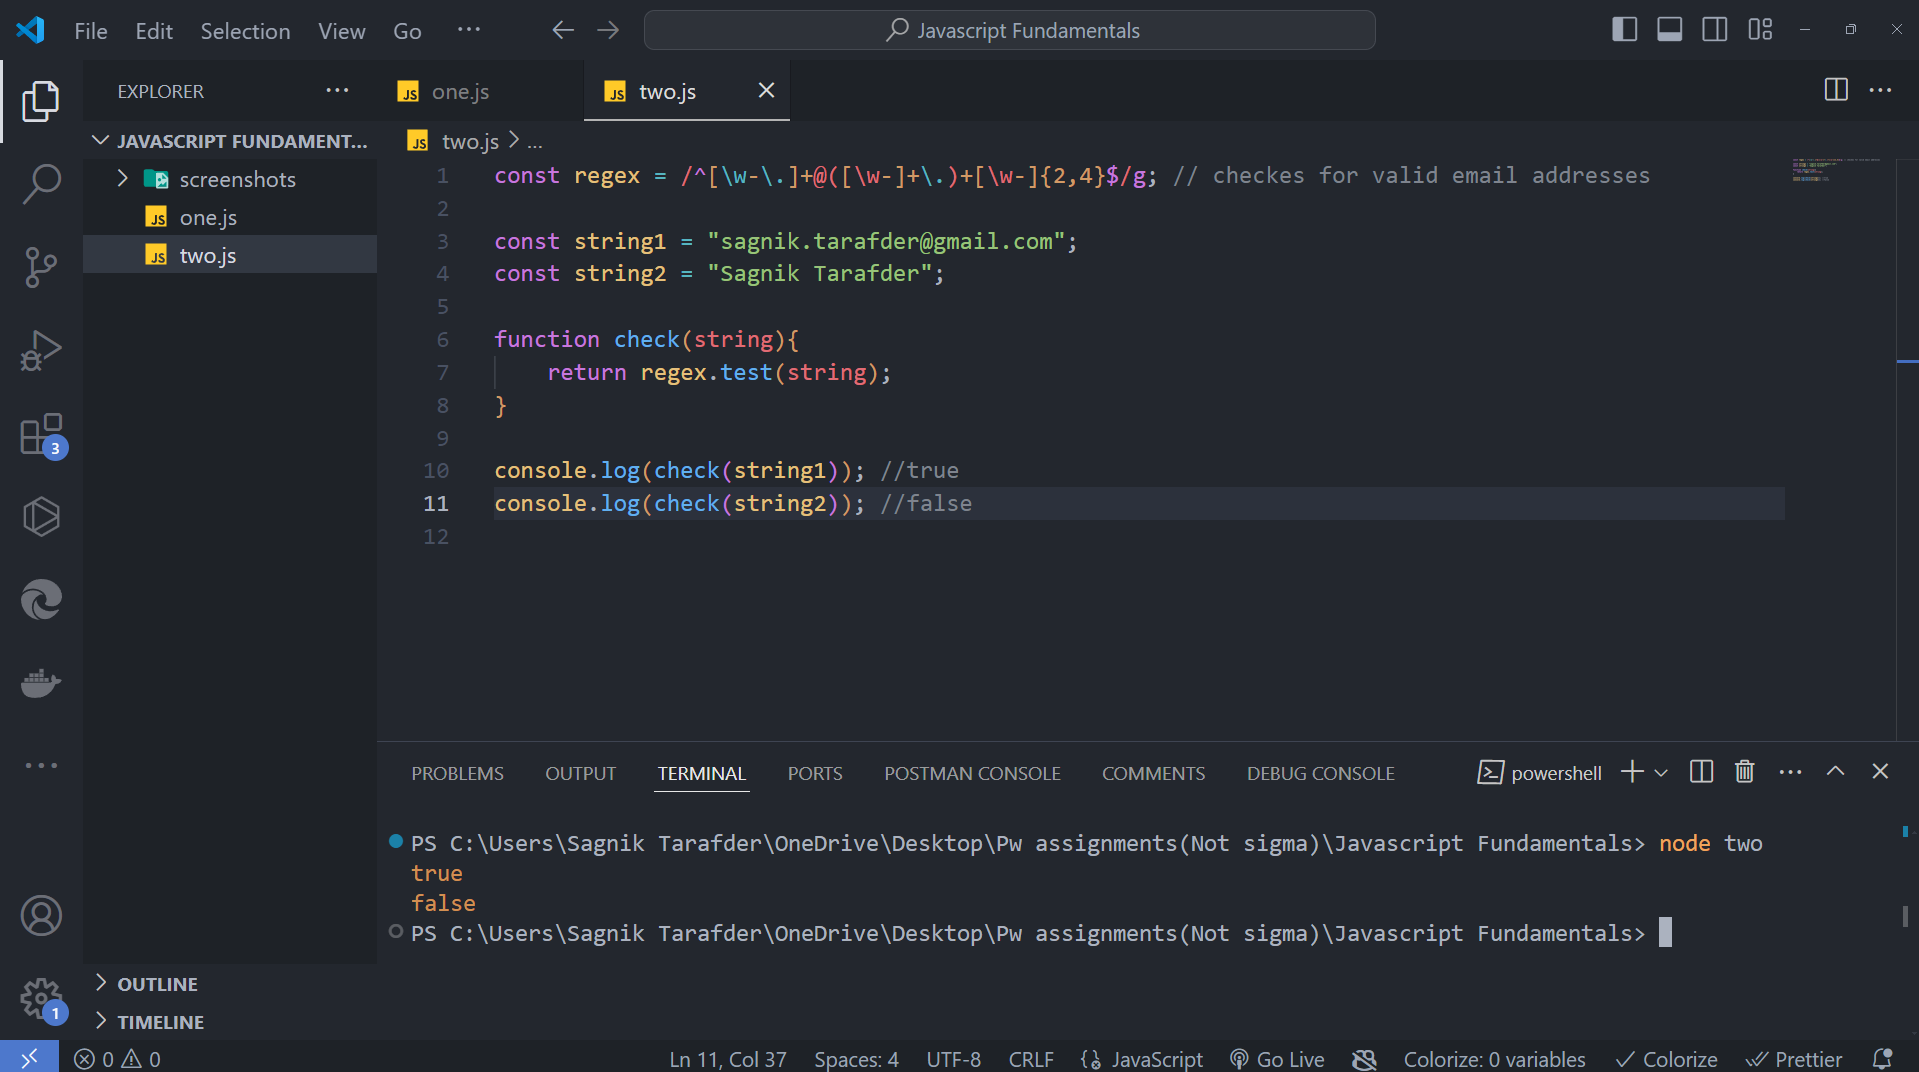 File Edit Selection View Go ··· Javascript Fundamentals
EXPLORER ···
JAVASCRIPT FUNDAMENT...
screenshots
JS one.js
JS two.js
OUTLINE
TIMELINE
3
1
JS one.js JS two.js
JS two.js > ...
1 const regex = /^[\w-\.]+@([\w-]+\.)+[\w-]{2,4}$/g; // checkes for valid email addresses
2
3 const string1 = "sagnik.tarafder@gmail.com";
4 const string2 = "Sagnik Tarafder";
5
6 function check(string){
7 return regex.test(string);
8 }
9
10 console.log(check(string1)); //true
11 console.log(check(string2)); //false
12
PROBLEMS OUTPUT TERMINAL PORTS POSTMAN CONSOLE COMMENTS DEBUG CONSOLE powershell
PS C:\Users\Sagnik Tarafder\OneDrive\Desktop\Pw assignments(Not sigma)\Javascript Fundamentals> node two
true
false
PS C:\Users\Sagnik Tarafder\OneDrive\Desktop\Pw assignments(Not sigma)\Javascript Fundamentals>
0 0 Ln 11, Col 37 Spaces: 4 UTF-8 CRLF JavaScript Go Live Colorize: 0 variables Colorize Prettier